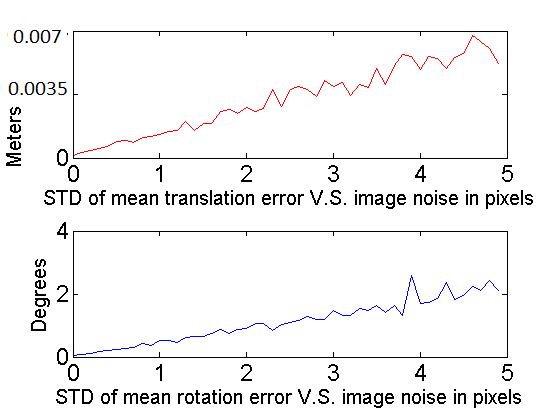 0.007
0.0035
0
Meters
0 1 2 3 4 5
STD of mean translation error V.S. image noise in pixels
4
2
0
Degrees
0 1 2 3 4 5
STD of mean rotation error V.S. image noise in pixels